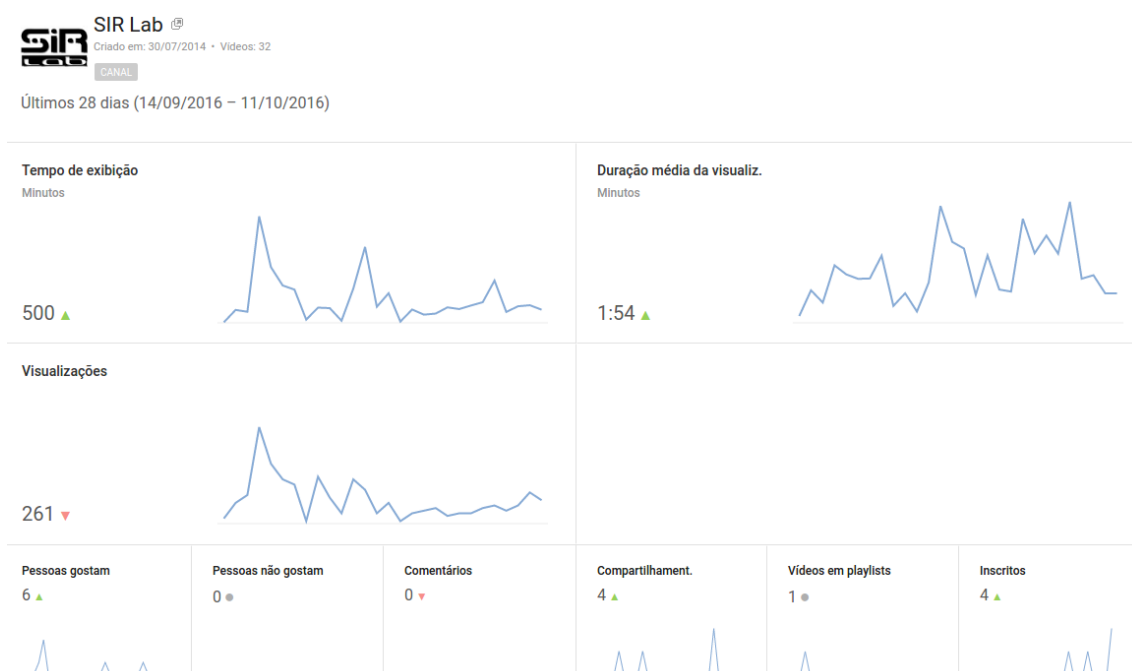 SiR
Lab
SIR Lab
Criado em: 30/07/2014 • Vídeos: 32
CANAL
Últimos 28 dias (14/09/2016 – 11/10/2016)
Tempo de exibição
Minutos
500
Duração média da visualiz.
Minutos
1:54
Visualizações
261
Pessoas gostam
6
Pessoas não gostam
0
Comentários
0
Compartilhament.
4
Vídeos em playlists
1
Inscritos
4